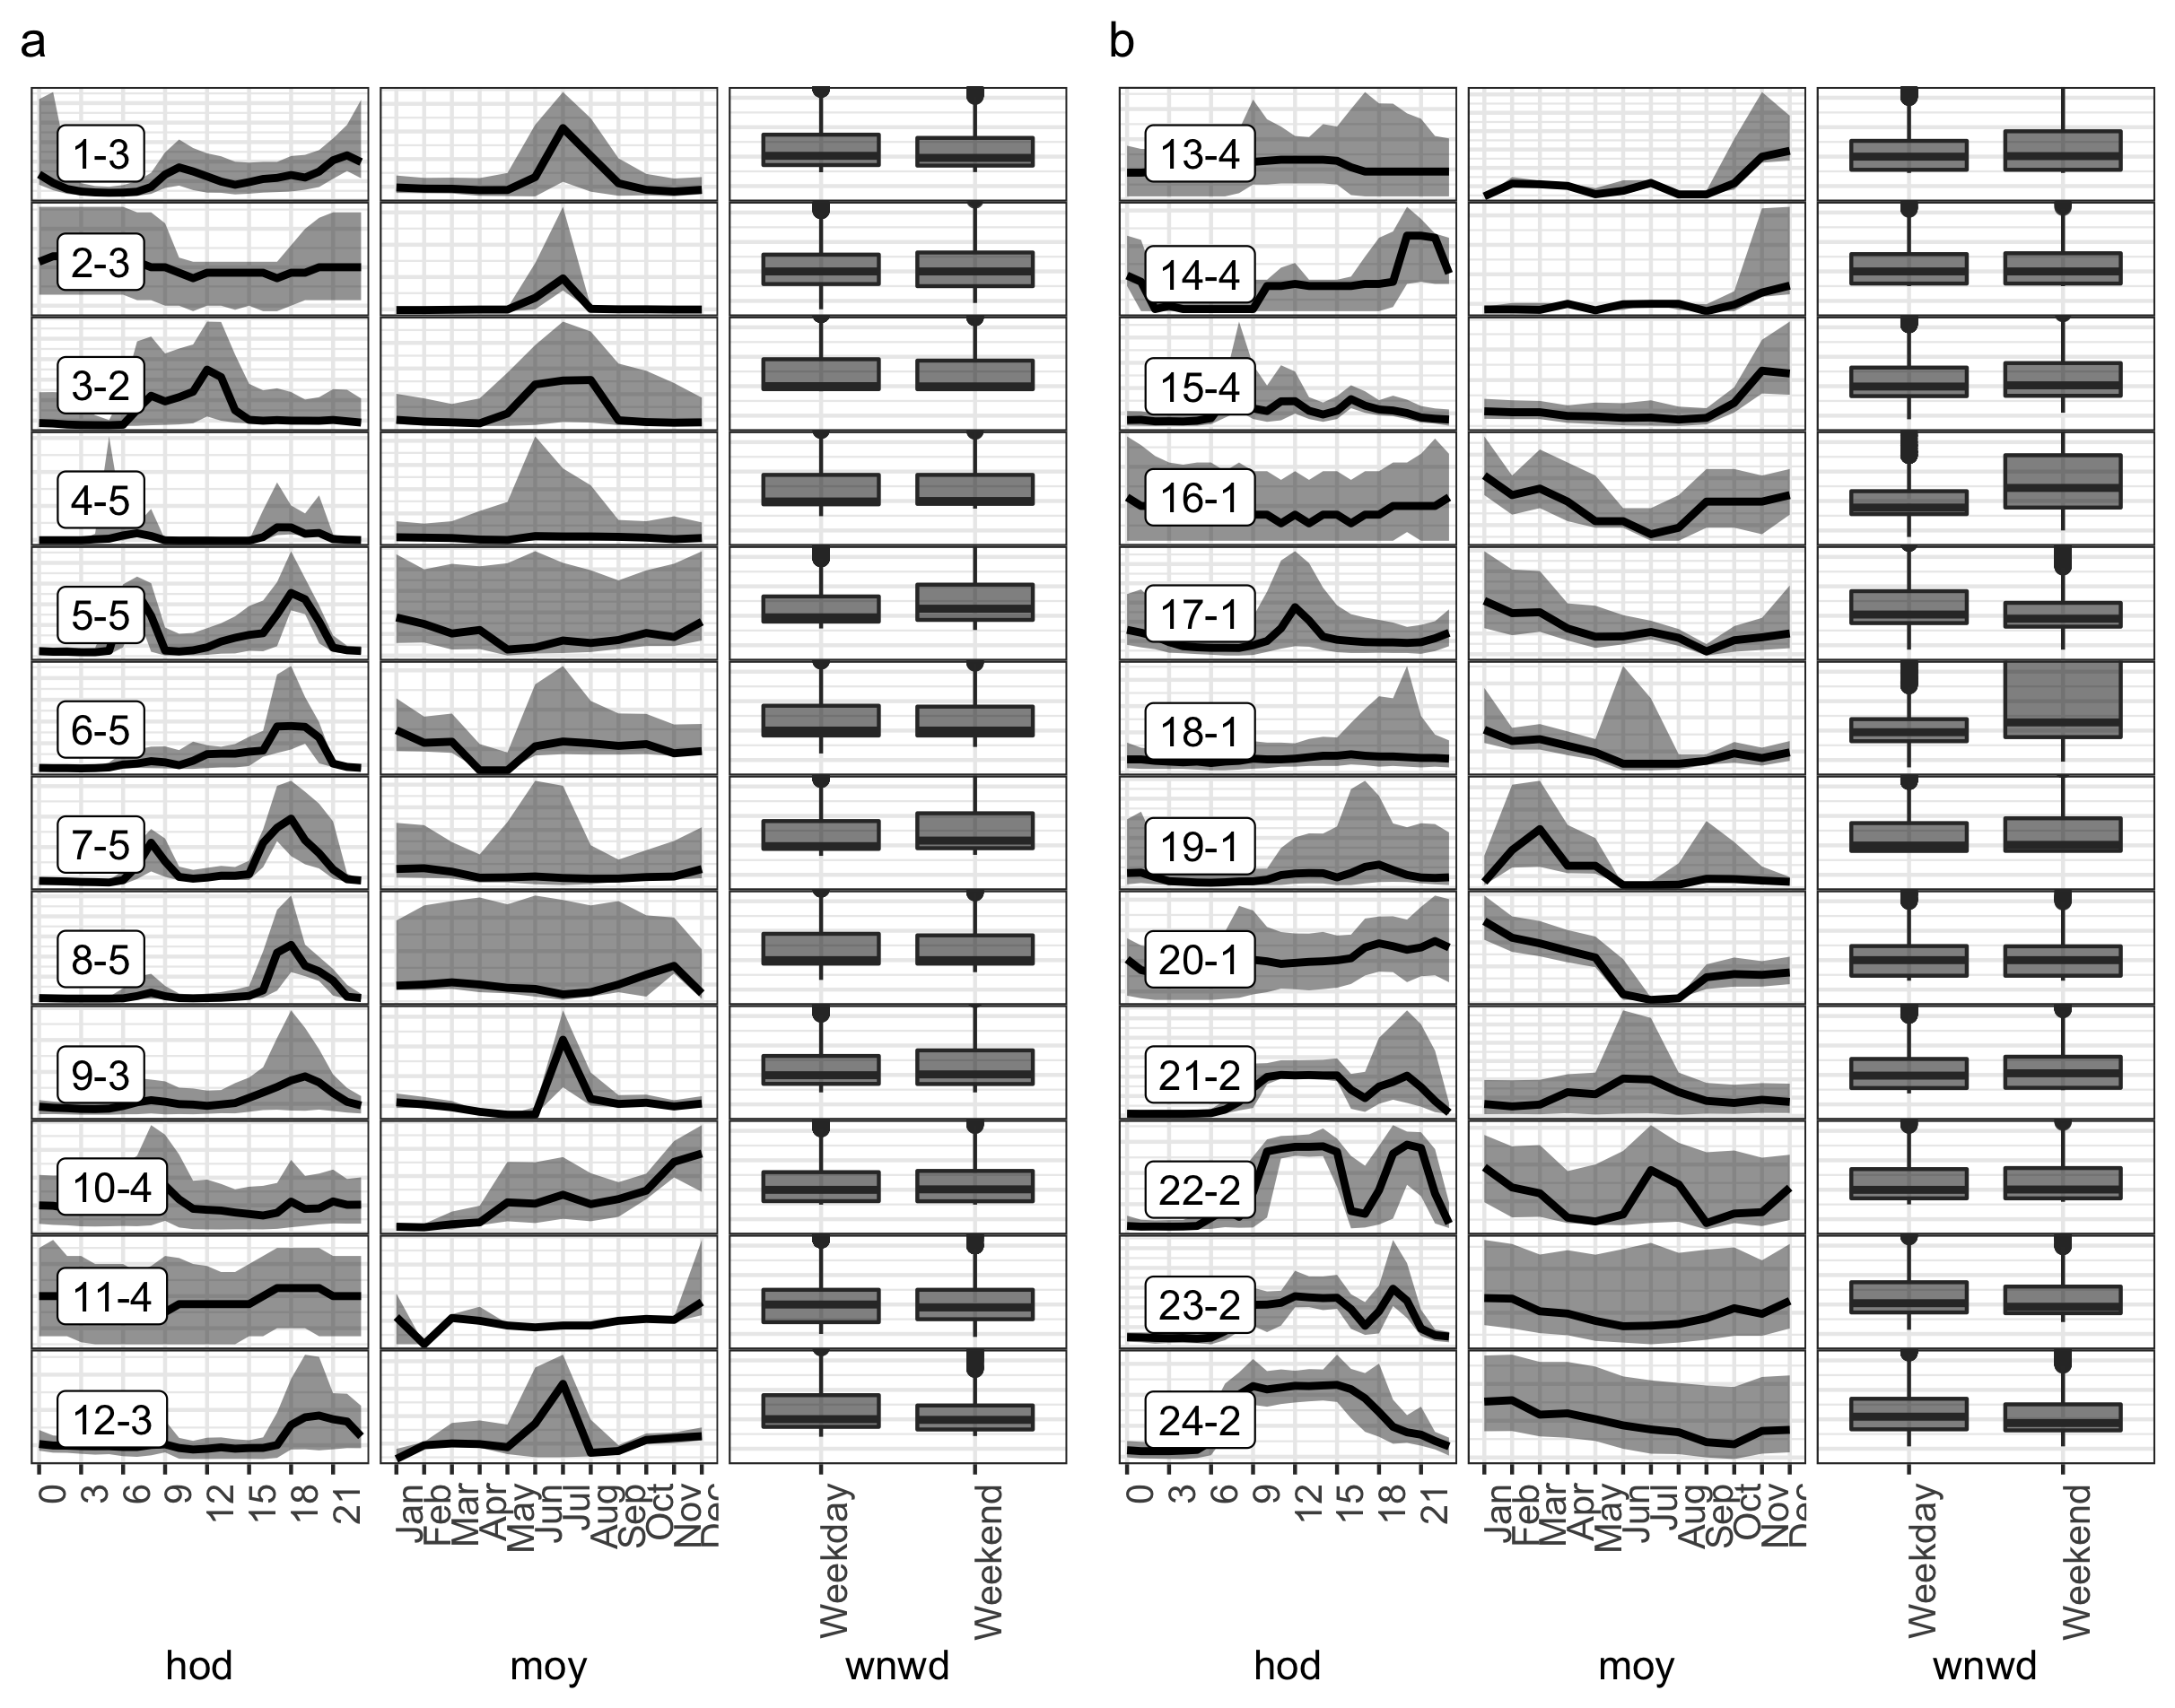 a
b
1-3
2-3
3-2
4-5
5-5
6-5
7-5
8-5
9-3
10-4
11-4
12-3
13-4
14-4
15-4
16-1
17-1
18-1
19-1
20-1
21-2
22-2
23-2
24-2
0 3 6 9 12 15 18 21
Jan Feb Mar Apr May Jun Jul Aug Sep Oct Nov Dec
Weekday Weekend
0 3 6 9 12 15 18 21
Jan Feb Mar Apr May Jun Jul Aug Sep Oct Nov Dec
Weekday Weekend
hod moy wnwd
hod moy wnwd